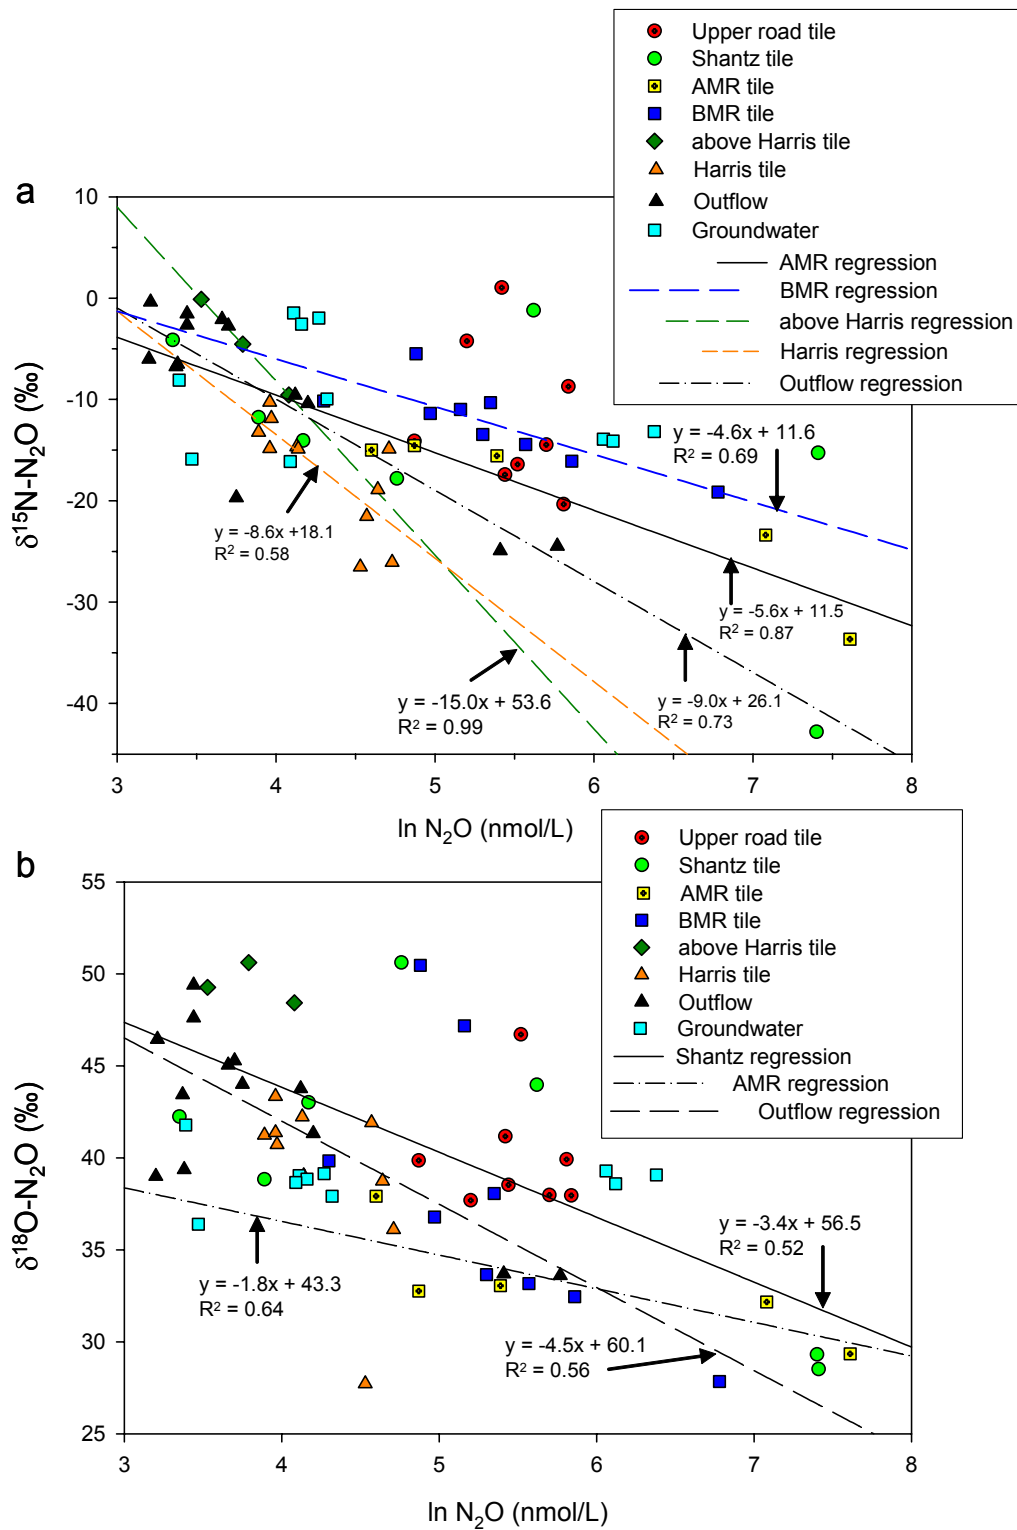 Upper road tile
Shantz tile
AMR tile
BMR tile
above Harris tile
Harris tile
Outflow
Groundwater
AMR regression
BMR regression
above Harris regression
Harris regression
Outflow regression
a
10
0
-10
-20
-30
-40
δ¹⁵N-N₂O (‰)
y = -4.6x + 11.6
R² = 0.69
y = -8.6x +18.1
R² = 0.58
y = -5.6x + 11.5
R² = 0.87
y = -15.0x + 53.6
R² = 0.99
y = -9.0x + 26.1
R² = 0.73
3 4 5 6 7 8
ln N₂O (nmol/L)
Upper road tile
Shantz tile
AMR tile
BMR tile
above Harris tile
Harris tile
Outflow
Groundwater
Shantz regression
AMR regression
Outflow regression
b
55
50
45
40
35
30
25
δ¹⁸O-N₂O (‰)
y = -3.4x + 56.5
R² = 0.52
y = -1.8x + 43.3
R² = 0.64
y = -4.5x + 60.1
R² = 0.56
3 4 5 6 7 8
ln N₂O (nmol/L)